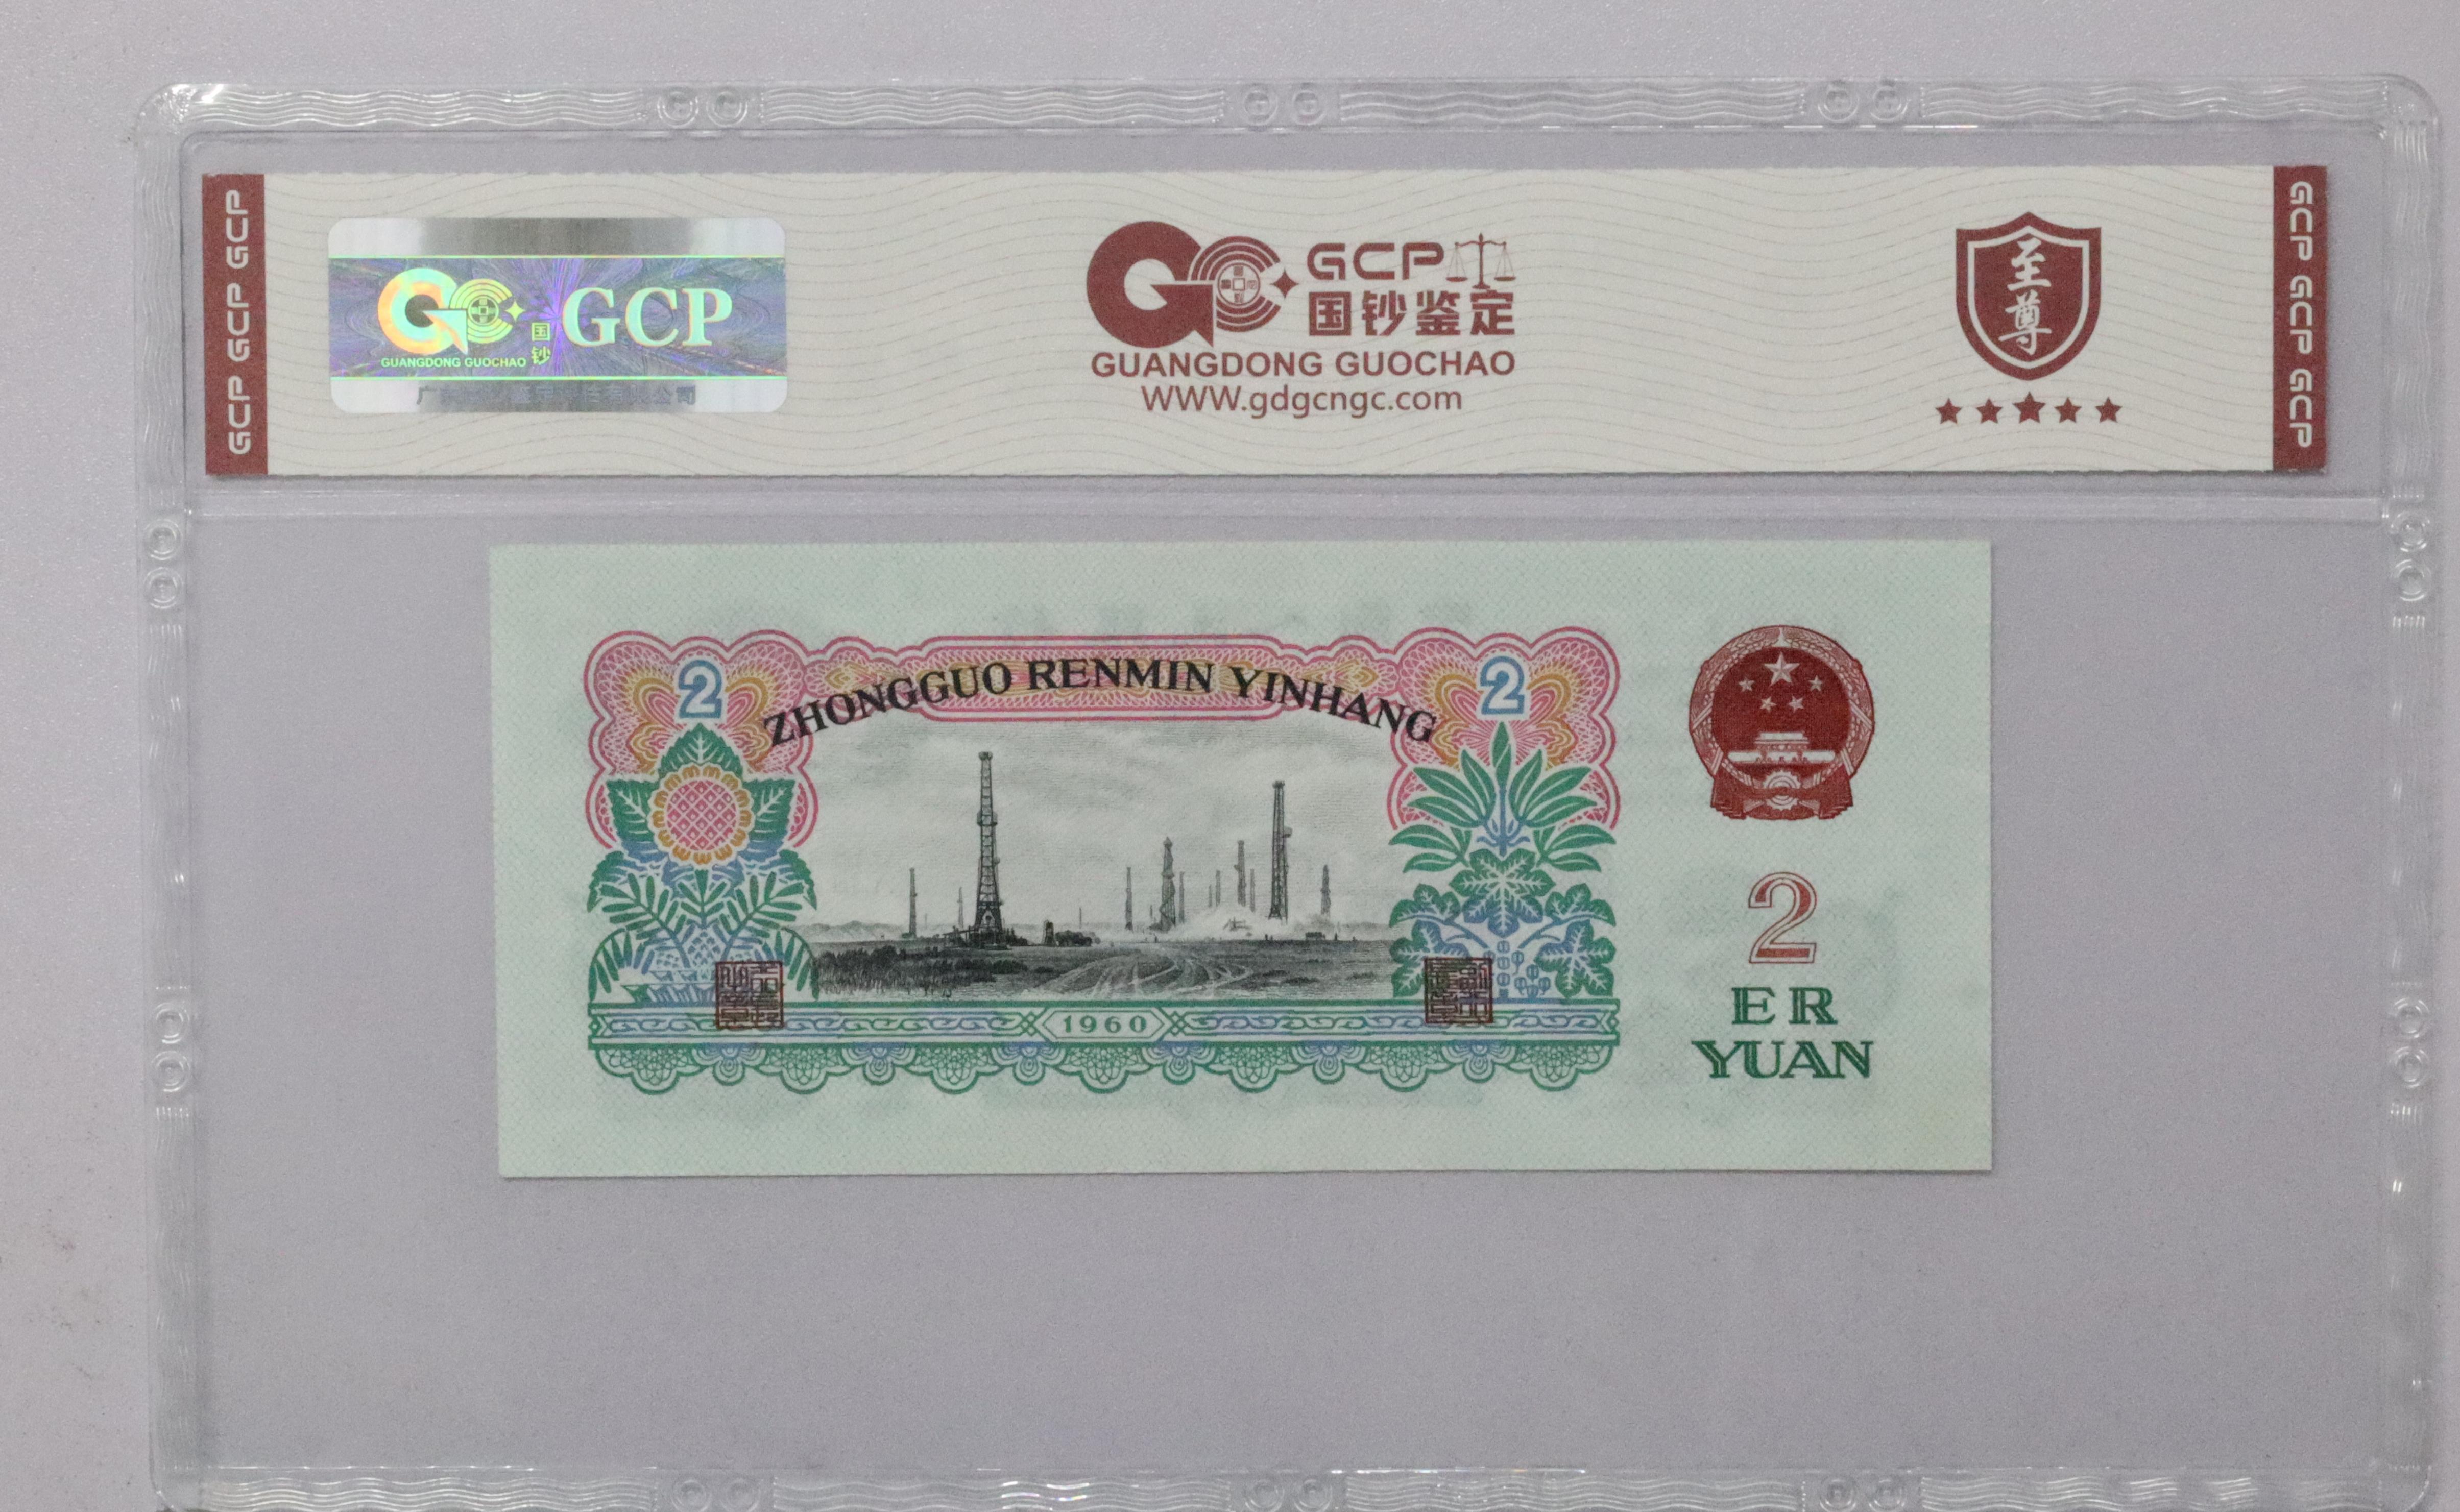 GCP GCP GCP
GCP
国
钞
GUANGDONG GUOCHAO
GCP
国钞鉴定
GUANGDONG GUOCHAO
WWW.gdgcngc.com
至
尊
GCP GCP GCP
2
ZHONGGUO RENMIN YINHANG
2
1960
2
ER
YUAN